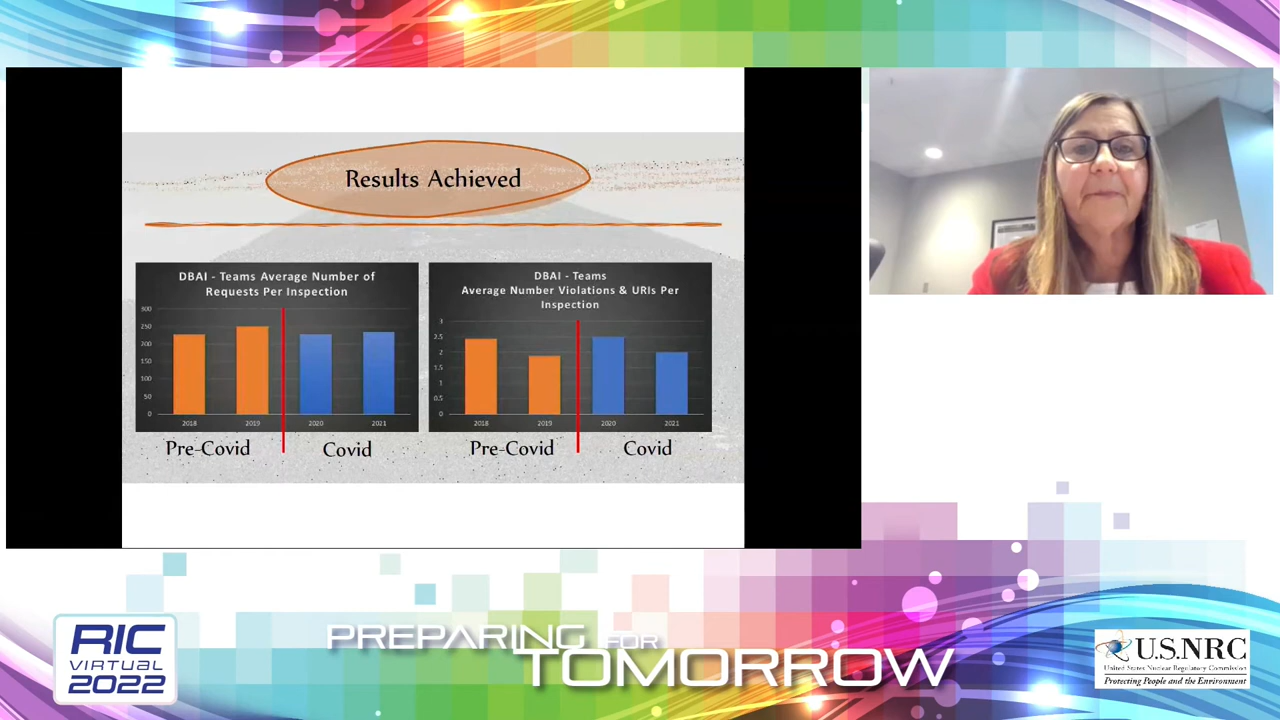 Results Achieved
DBAI - Teams Average Number of
Requests Per Inspection
300
250
200
150
100
50
0
2018 2019 2020 2021
Pre-Covid Covid
DBAI - Teams
Average Number Violations & URIs Per
Inspection
3
2.5
2
1.5
1
0.5
0
2018 2019 2020 2021
Pre-Covid Covid
RIC
VIRTUAL
2022
PREPARING FOR
TOMORROW
U.S.NRC
United States Nuclear Regulatory Commission
Protecting People and the Environment